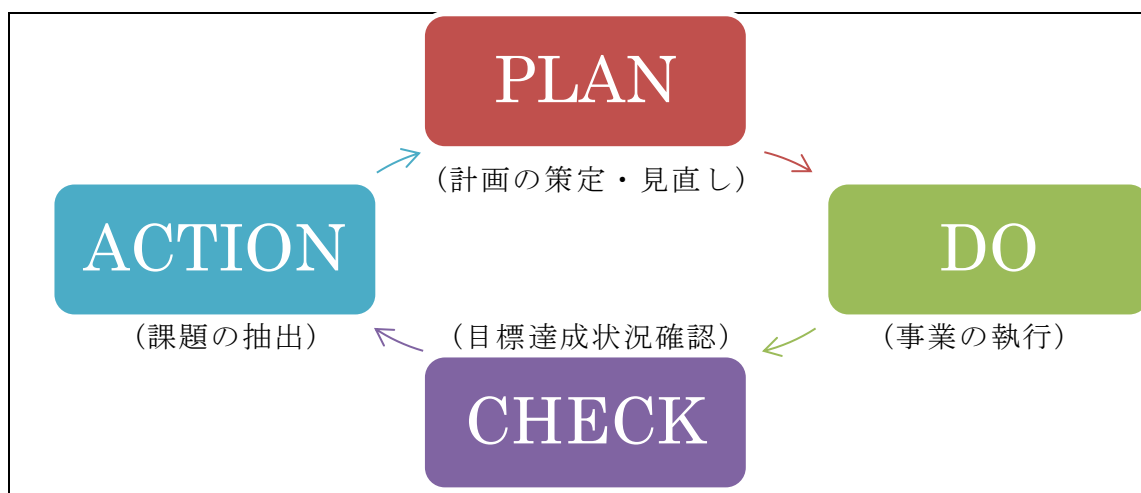 PLAN
(計画の策定・見直し)
ACTION
DO
(課題の抽出)
(目標達成状況確認)
(事業の執行)
CHECK